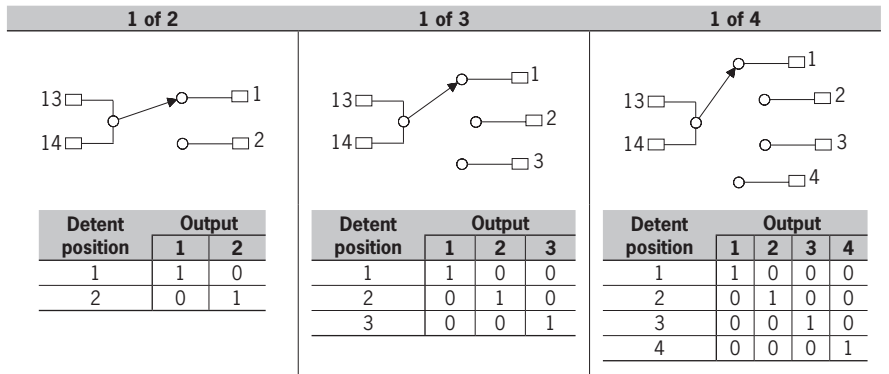 1 of 2
13
14
1
2
Detent position | Output
1 | 2
1 | 1 | 0
2 | 0 | 1
1 of 3
13
14
1
2
3
Detent position | Output
1 | 2 | 3
1 | 1 | 0 | 0
2 | 0 | 1 | 0
3 | 0 | 0 | 1
1 of 4
13
14
1
2
3
4
Detent position | Output
1 | 2 | 3 | 4
1 | 1 | 0 | 0 | 0
2 | 0 | 1 | 0 | 0
3 | 0 | 0 | 1 | 0
4 | 0 | 0 | 0 | 1